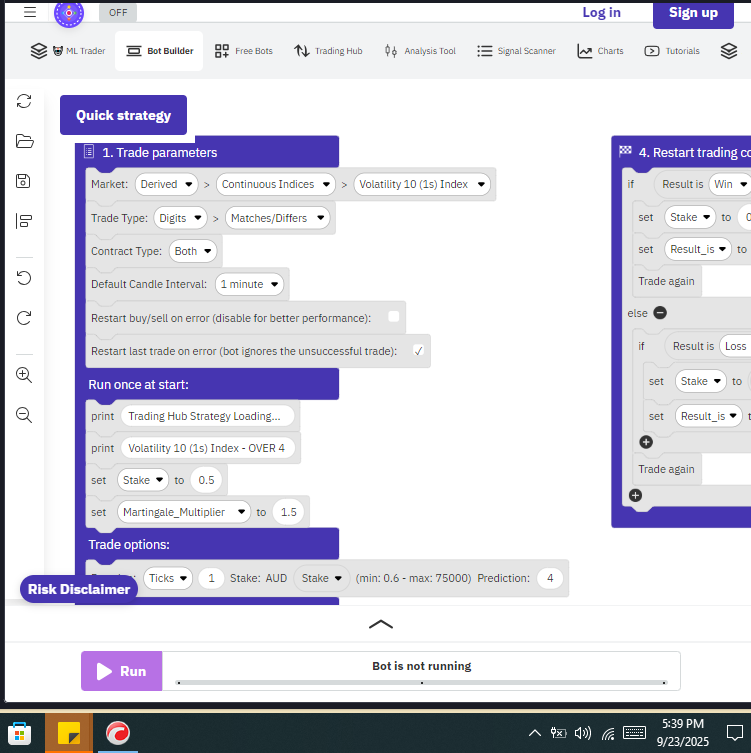 OFF
Log in
Sign up
ML Trader
Bot Builder
Free Bots
Trading Hub
Analysis Tool
Signal Scanner
Charts
Tutorials
Quick strategy
1. Trade parameters
Market: Derived > Continuous Indices > Volatility 10 (1s) Index
Trade Type: Digits > Matches/Differs
Contract Type: Both
Default Candle Interval: 1 minute
Restart buy/sell on error (disable for better performance):
Restart last trade on error (bot ignores the unsuccessful trade):
Run once at start:
print Trading Hub Strategy Loading...
print Volatility 10 (1s) Index - OVER 4
set Stake to 0.5
set Martingale_Multiplier to 1.5
Trade options:
Ticks 1 Stake: AUD Stake (min: 0.6 - max: 75000) Prediction: 4
4. Restart trading co
if Result is Win
set Stake to
set Result_is to
Trade again
else
if Result is Loss
set Stake to
set Result_is
Trade again
Risk Disclaimer
Run
Bot is not running
5:39 PM
9/23/2025